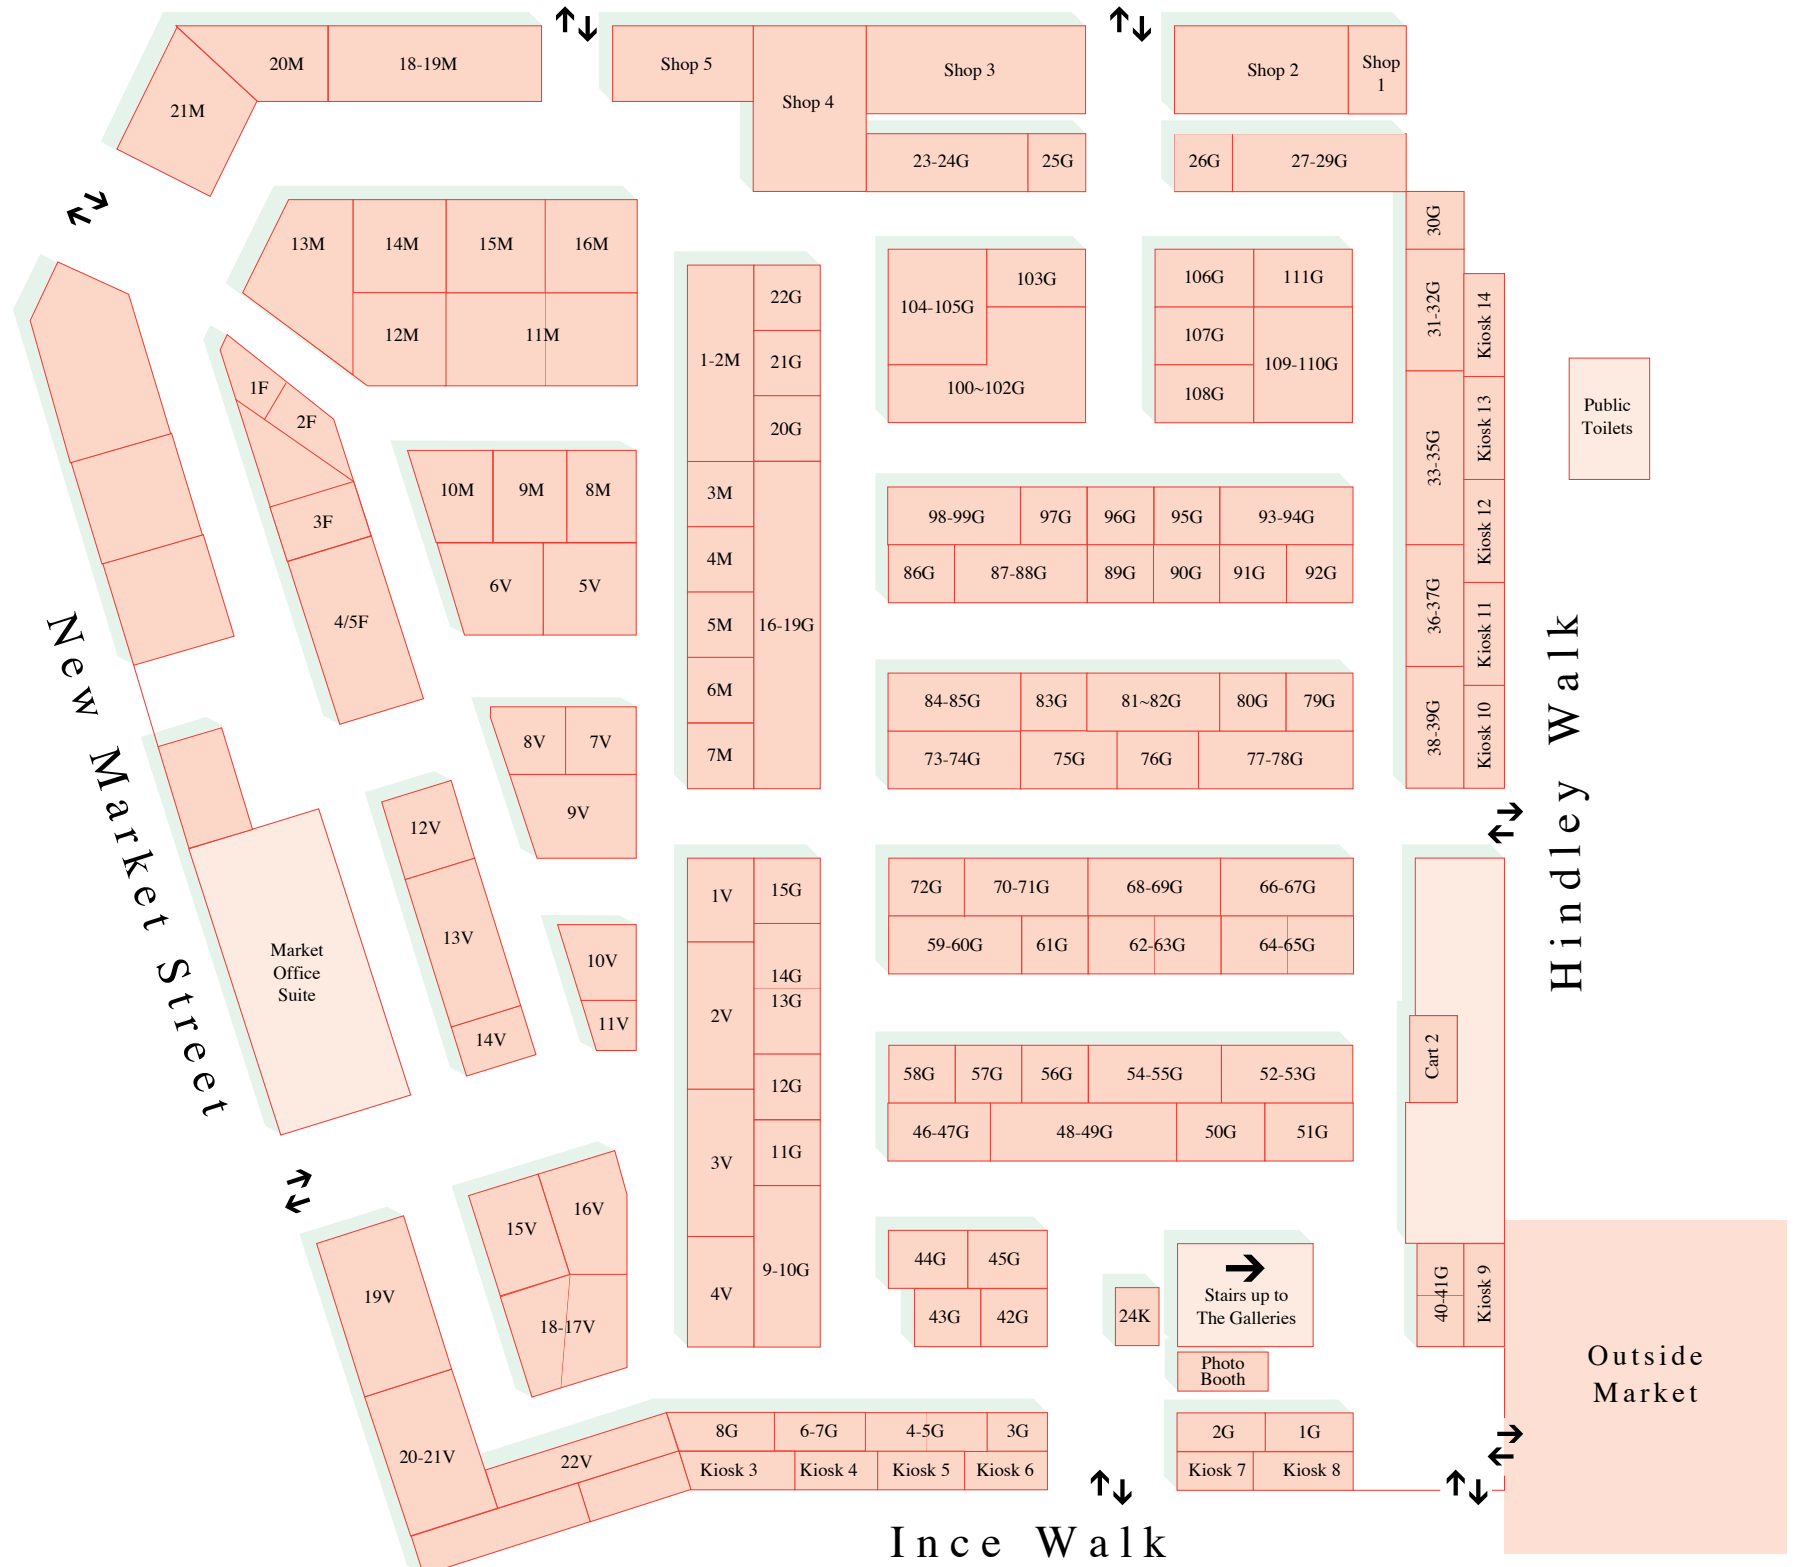 20M
18-19M
Shop 5
Shop 3
Shop 2
Shop
1
21M
Shop 4
23-24G
25G
26G
27-29G
30G
13M
14M
15M
16M
12M
11M
1-2M
22G
21G
20G
104-105G
103G
100~102G
106G
111G
107G
109-110G
108G
31-32G
Kiosk 14
33-35G
Kiosk 13
Kiosk 12
36-37G
Kiosk 11
38-39G
Kiosk 10
Public
Toilets
1F
2F
3F
4/5F
10M
9M
8M
6V
5V
3M
4M
5M
6M
7M
16-19G
98-99G
97G
96G
95G
93-94G
86G
87-88G
89G
90G
91G
92G
84-85G
83G
81~82G
80G
79G
73-74G
75G
76G
77-78G
New Market Street
Hindley Walk
8V
7V
9V
12V
13V
14V
10V
11V
Market
Office
Suite
1V
15G
2V
14G
13G
12G
3V
11G
4V
9-10G
72G
70-71G
68-69G
66-67G
59-60G
61G
62-63G
64-65G
58G
57G
56G
54-55G
52-53G
46-47G
48-49G
50G
51G
Cart 2
15V
16V
18-17V
19V
20-21V
22V
44G
45G
43G
42G
24K
Stairs up to
The Galleries
Photo
Booth
40-41G
Kiosk 9
Outside
Market
8G
6-7G
4-5G
3G
2G
1G
Kiosk 3
Kiosk 4
Kiosk 5
Kiosk 6
Kiosk 7
Kiosk 8
Ince Walk